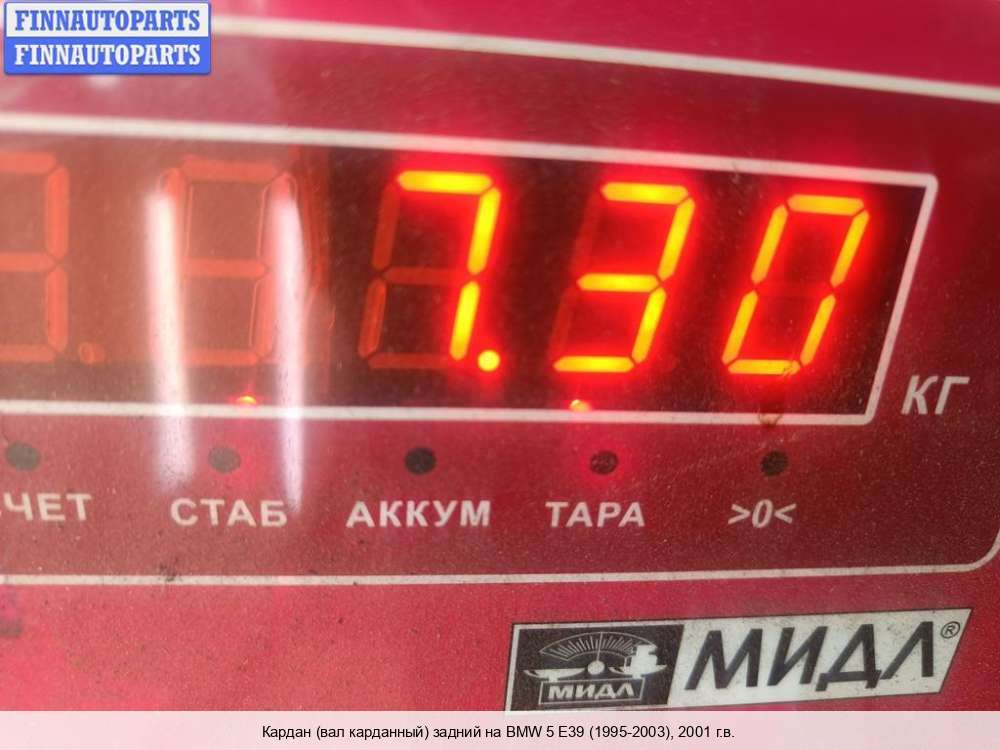 FINNAUTOPARTS
FINNAUTOPARTS
7.30
КГ
СТАБ АККУМ ТАРА >0<
МИДЛ МИДЛ®
Кардан (вал карданный) задний на BMW 5 E39 (1995-2003), 2001 г.в.